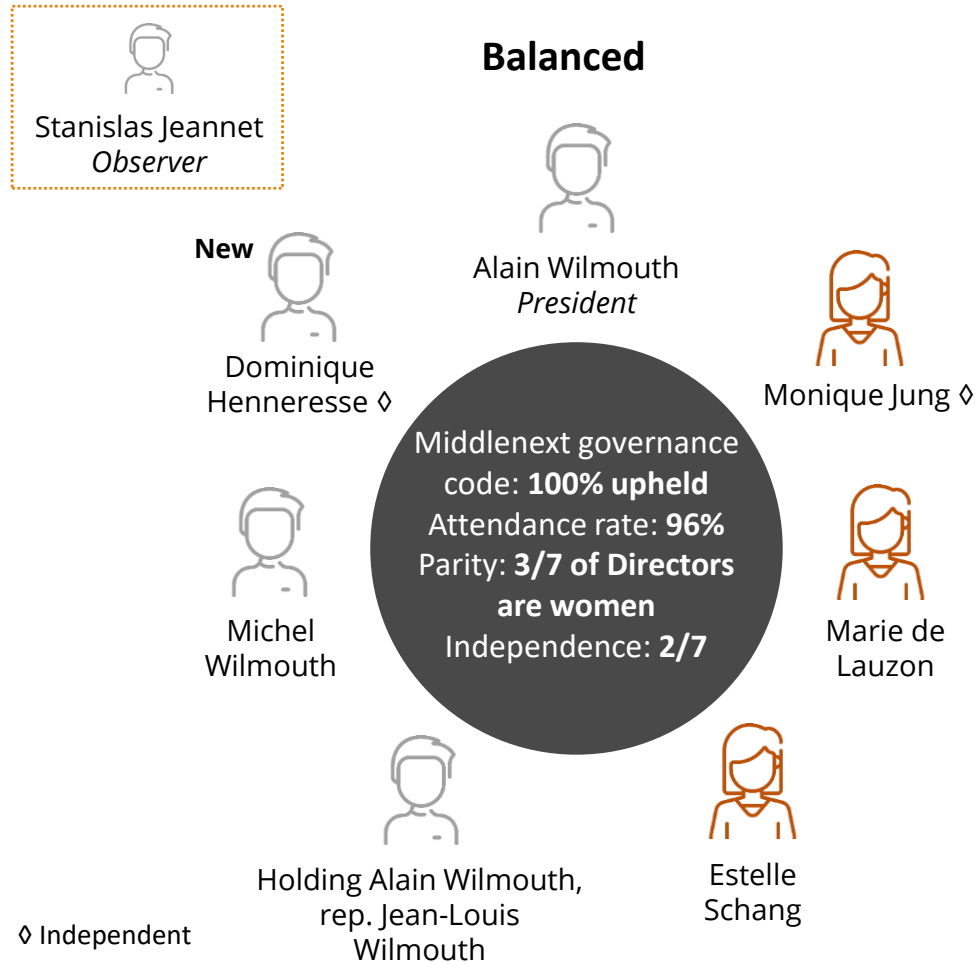 Balanced
Stanislas Jeannet
Observer
Alain Wilmouth
President
New
Dominique
Henneresse ◊
Monique Jung ◊
Middlenext governance
code: 100% upheld
Attendance rate: 96%
Parity: 3/7 of Directors
are women
Independence: 2/7
Michel
Wilmouth
Marie de
Lauzon
Holding Alain Wilmouth,
rep. Jean-Louis
Wilmouth
Estelle
Schang
◊ Independent